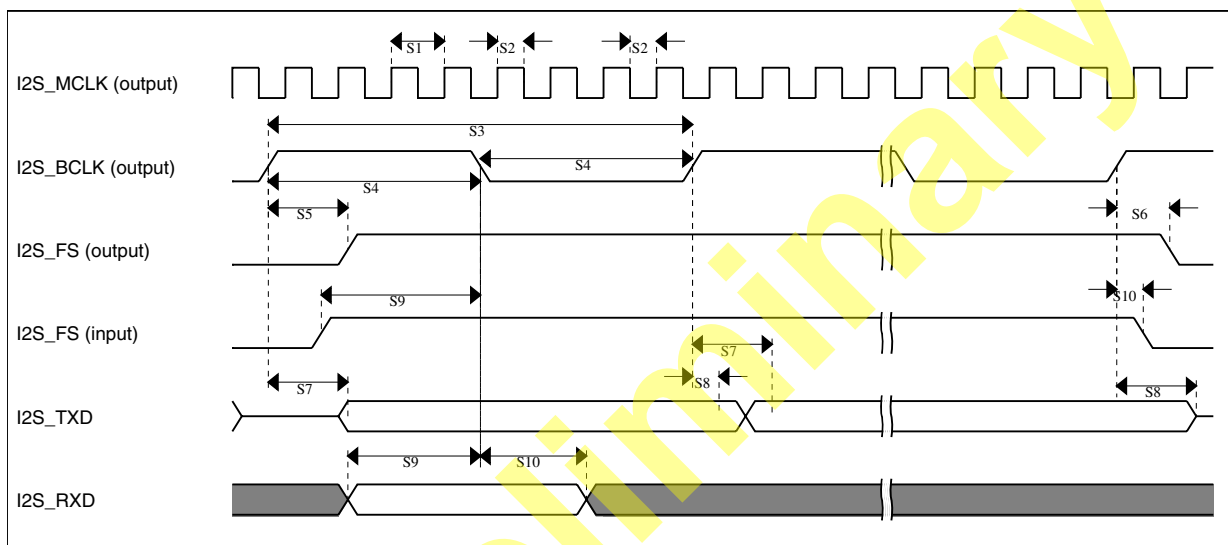 S1 S2 S2
I2S_MCLK (output)
S3
I2S_BCLK (output) S4
S4
S5 S6
I2S_FS (output)
S9 S10
I2S_FS (input)
S7
S7 S8 S8
I2S_TXD
S9 S10
I2S_RXD